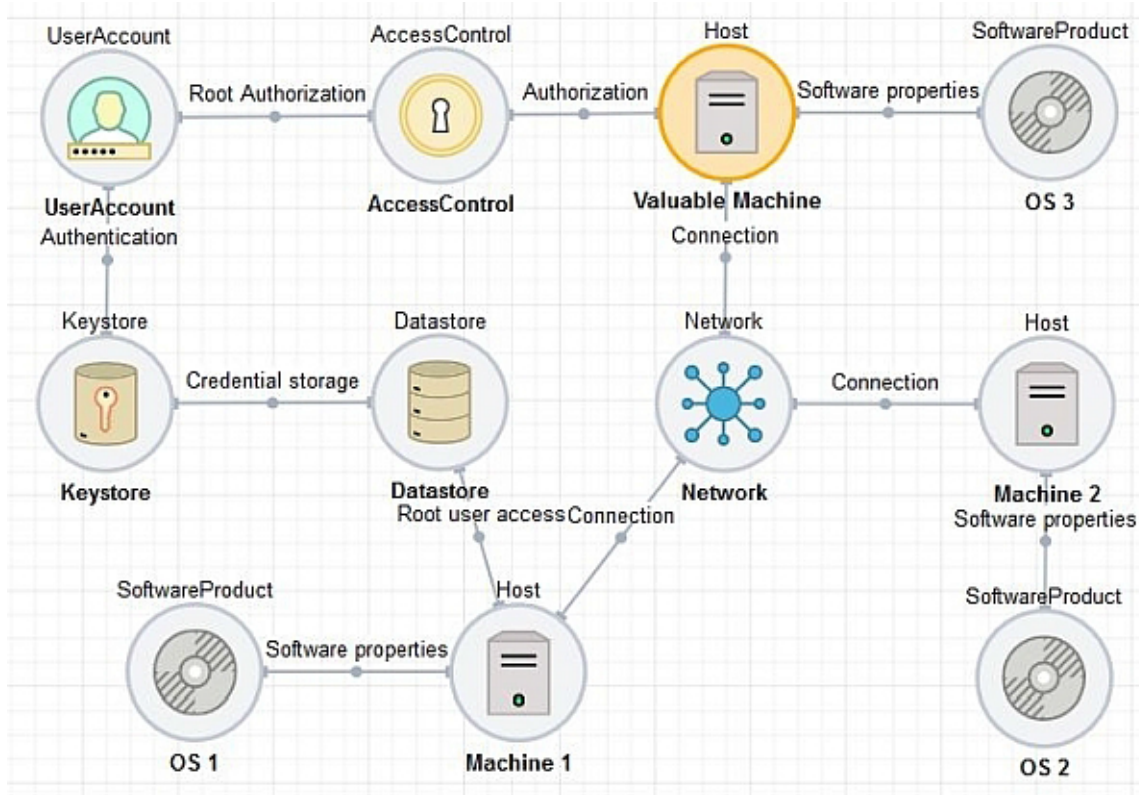 UserAccount
AccessControl
Host
SoftwareProduct
Root Authorization
Authorization
Software properties
UserAccount
AccessControl
Valuable Machine
OS 3
Authentication
Connection
Keystore
Datastore
Network
Host
Credential storage
Connection
Keystore
Datastore
Network
Machine 2
Root user access
Connection
Software properties
SoftwareProduct
Host
SoftwareProduct
Software properties
OS 1
Machine 1
OS 2